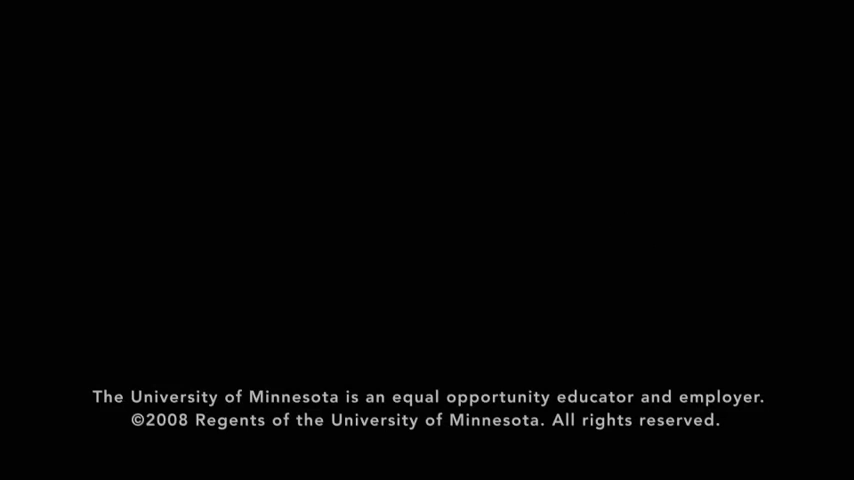 The University of Minnesota is an equal opportunity educator and employer.
©2008 Regents of the University of Minnesota. All rights reserved.